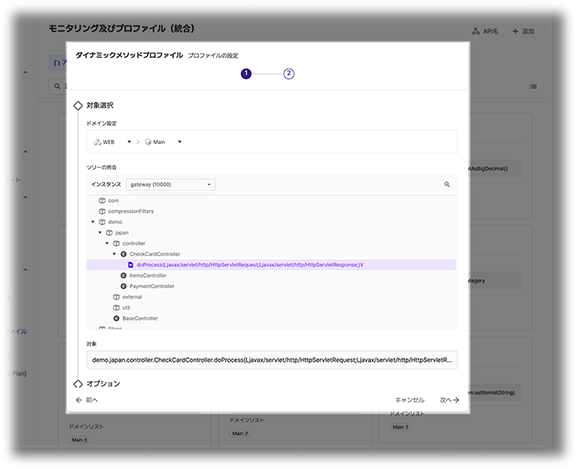 モニタリング及びプロファイル（統合）
API名
追加
ダイナミックメソッドプロファイル プロファイルの設定
1 2
対象選択
ドメイン設定
WEB > Main
ツリーの照会
インスタンス gateway (10000)
com
compressionFilters
demo
japan
controller
CheckCardController
doProcess(Ljavax/servlet/http/HttpServletRequest;Ljavax/servlet/http/HttpServletResponse;)V
ItemsController
PaymentController
external
util
BaseController
filters
対象
demo.japan.controller.CheckCardController.doProcess(Ljavax/servlet/http/HttpServletRequest;Ljavax/servlet/http/HttpServletR...
オプション
前へ
キャンセル
次へ
AsBigDecimal()
ategory
ファイル
Plan)
m.setItemId(String)
ドメインリスト
Main 5
ドメインリスト
Main 7
ドメインリスト
Main 7